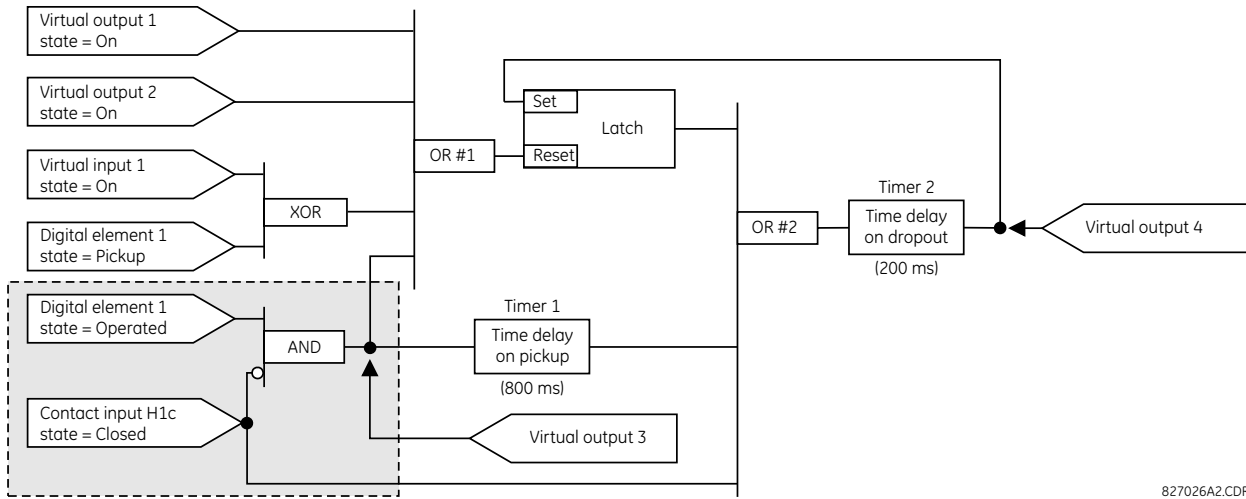 Virtual output 1
state = On
Virtual output 2
state = On
Virtual input 1
state = On
Digital element 1
state = Pickup
XOR
OR #1
Set
Reset
Latch
Digital element 1
state = Operated
AND
Contact input H1c
state = Closed
Timer 1
Time delay
on pickup
(800 ms)
Virtual output 3
OR #2
Timer 2
Time delay
on dropout
(200 ms)
Virtual output 4
827026A2.CDR